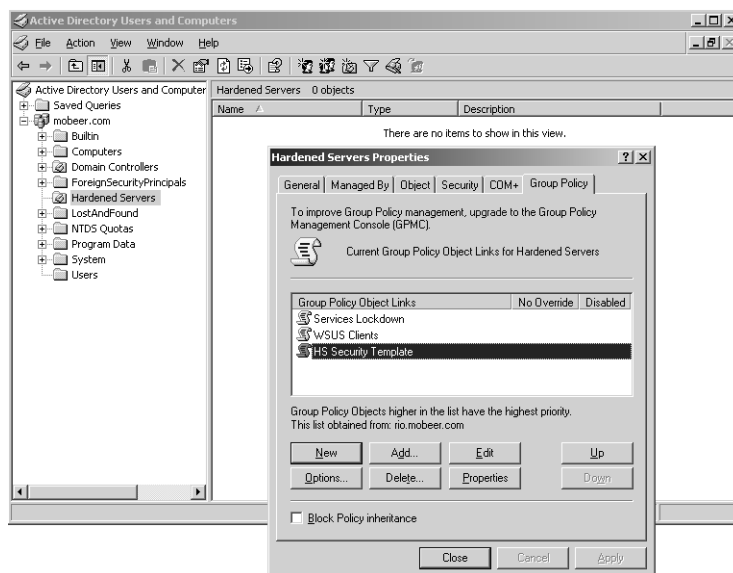 Active Directory Users and Computers
File Action View Window Help
Active Directory Users and Computer
Saved Queries
mobeer.com
Builtin
Computers
Domain Controllers
ForeignSecurityPrincipals
Hardened Servers
LostAndFound
NTDS Quotas
Program Data
System
Users
Hardened Servers 0 objects
Name Type Description
There are no items to show in this view.
Hardened Servers Properties
General Managed By Object Security COM+ Group Policy
To improve Group Policy management, upgrade to the Group Policy
Management Console (GPMC).
Current Group Policy Object Links for Hardened Servers
Group Policy Object Links No Override Disabled
Services Lockdown
WSUS Clients
HS Security Template
Group Policy Objects higher in the list have the highest priority.
This list obtained from: rio.mobeer.com
New Add... Edit Up
Options... Delete... Properties Down
Block Policy inheritance
Close Cancel Apply